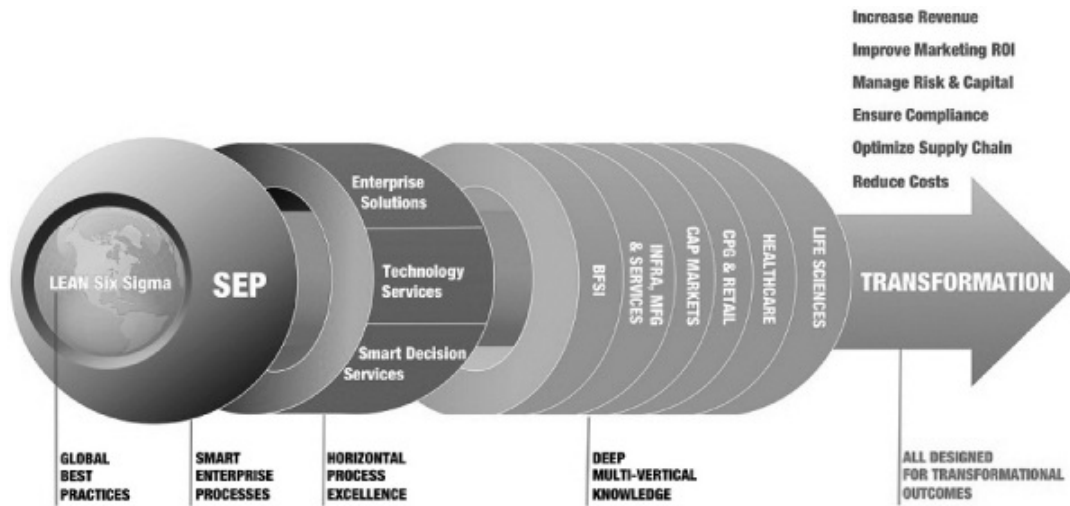 Increase Revenue
Improve Marketing ROI
Manage Risk & Capital
Ensure Compliance
Optimize Supply Chain
Reduce Costs
LEAN Six Sigma
SEP
Enterprise
Solutions
Technology
Services
Smart Decision
Services
BFSI
INFRA, MFG
& SERVICES
CAP MARKETS
CPG & RETAIL
HEALTHCARE
LIFE SCIENCES
TRANSFORMATION
GLOBAL
BEST
PRACTICES
SMART
ENTERPRISE
PROCESSES
HORIZONTAL
PROCESS
EXCELLENCE
DEEP
MULTI-VERTICAL
KNOWLEDGE
ALL DESIGNED
FOR TRANSFORMATIONAL
OUTCOMES